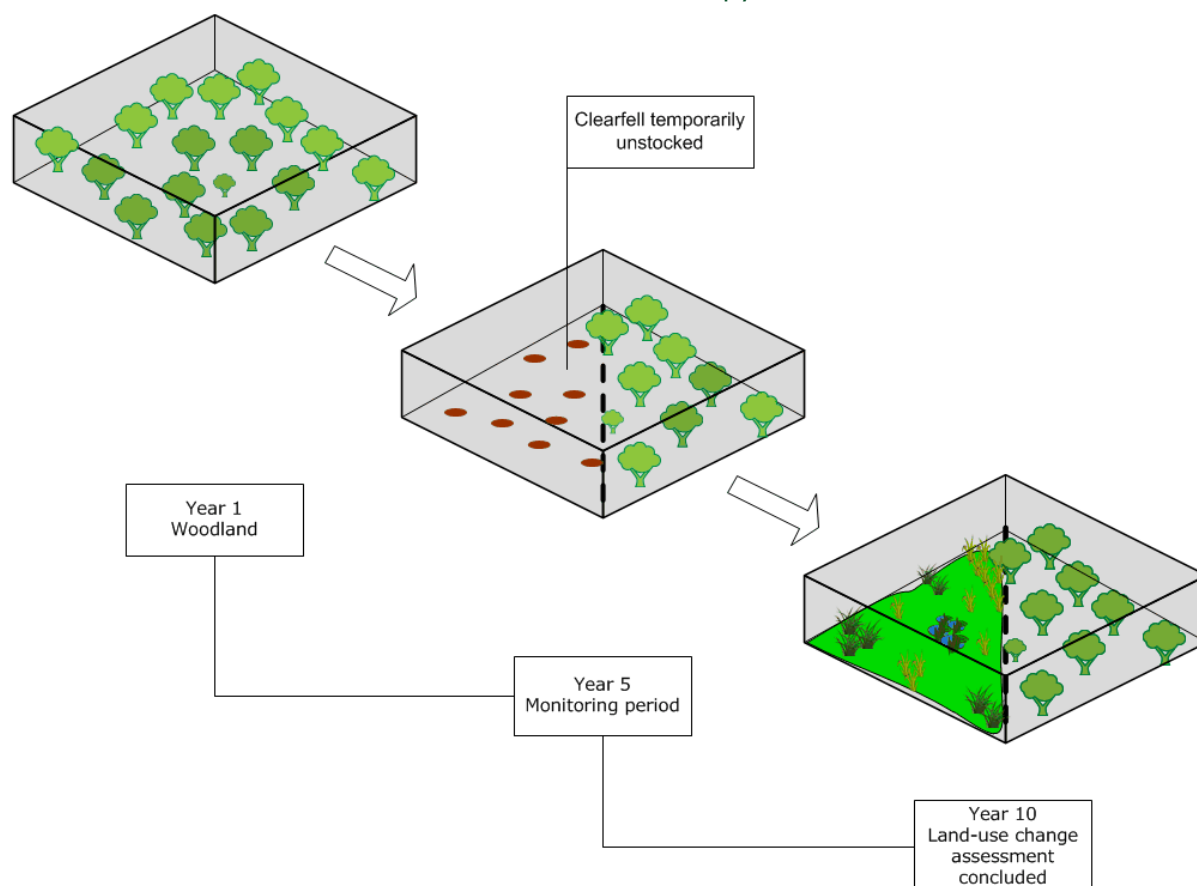 Clearfell temporarily
unstocked
Year 1
Woodland
Year 5
Monitoring period
Year 10
Land-use change
assessment
concluded